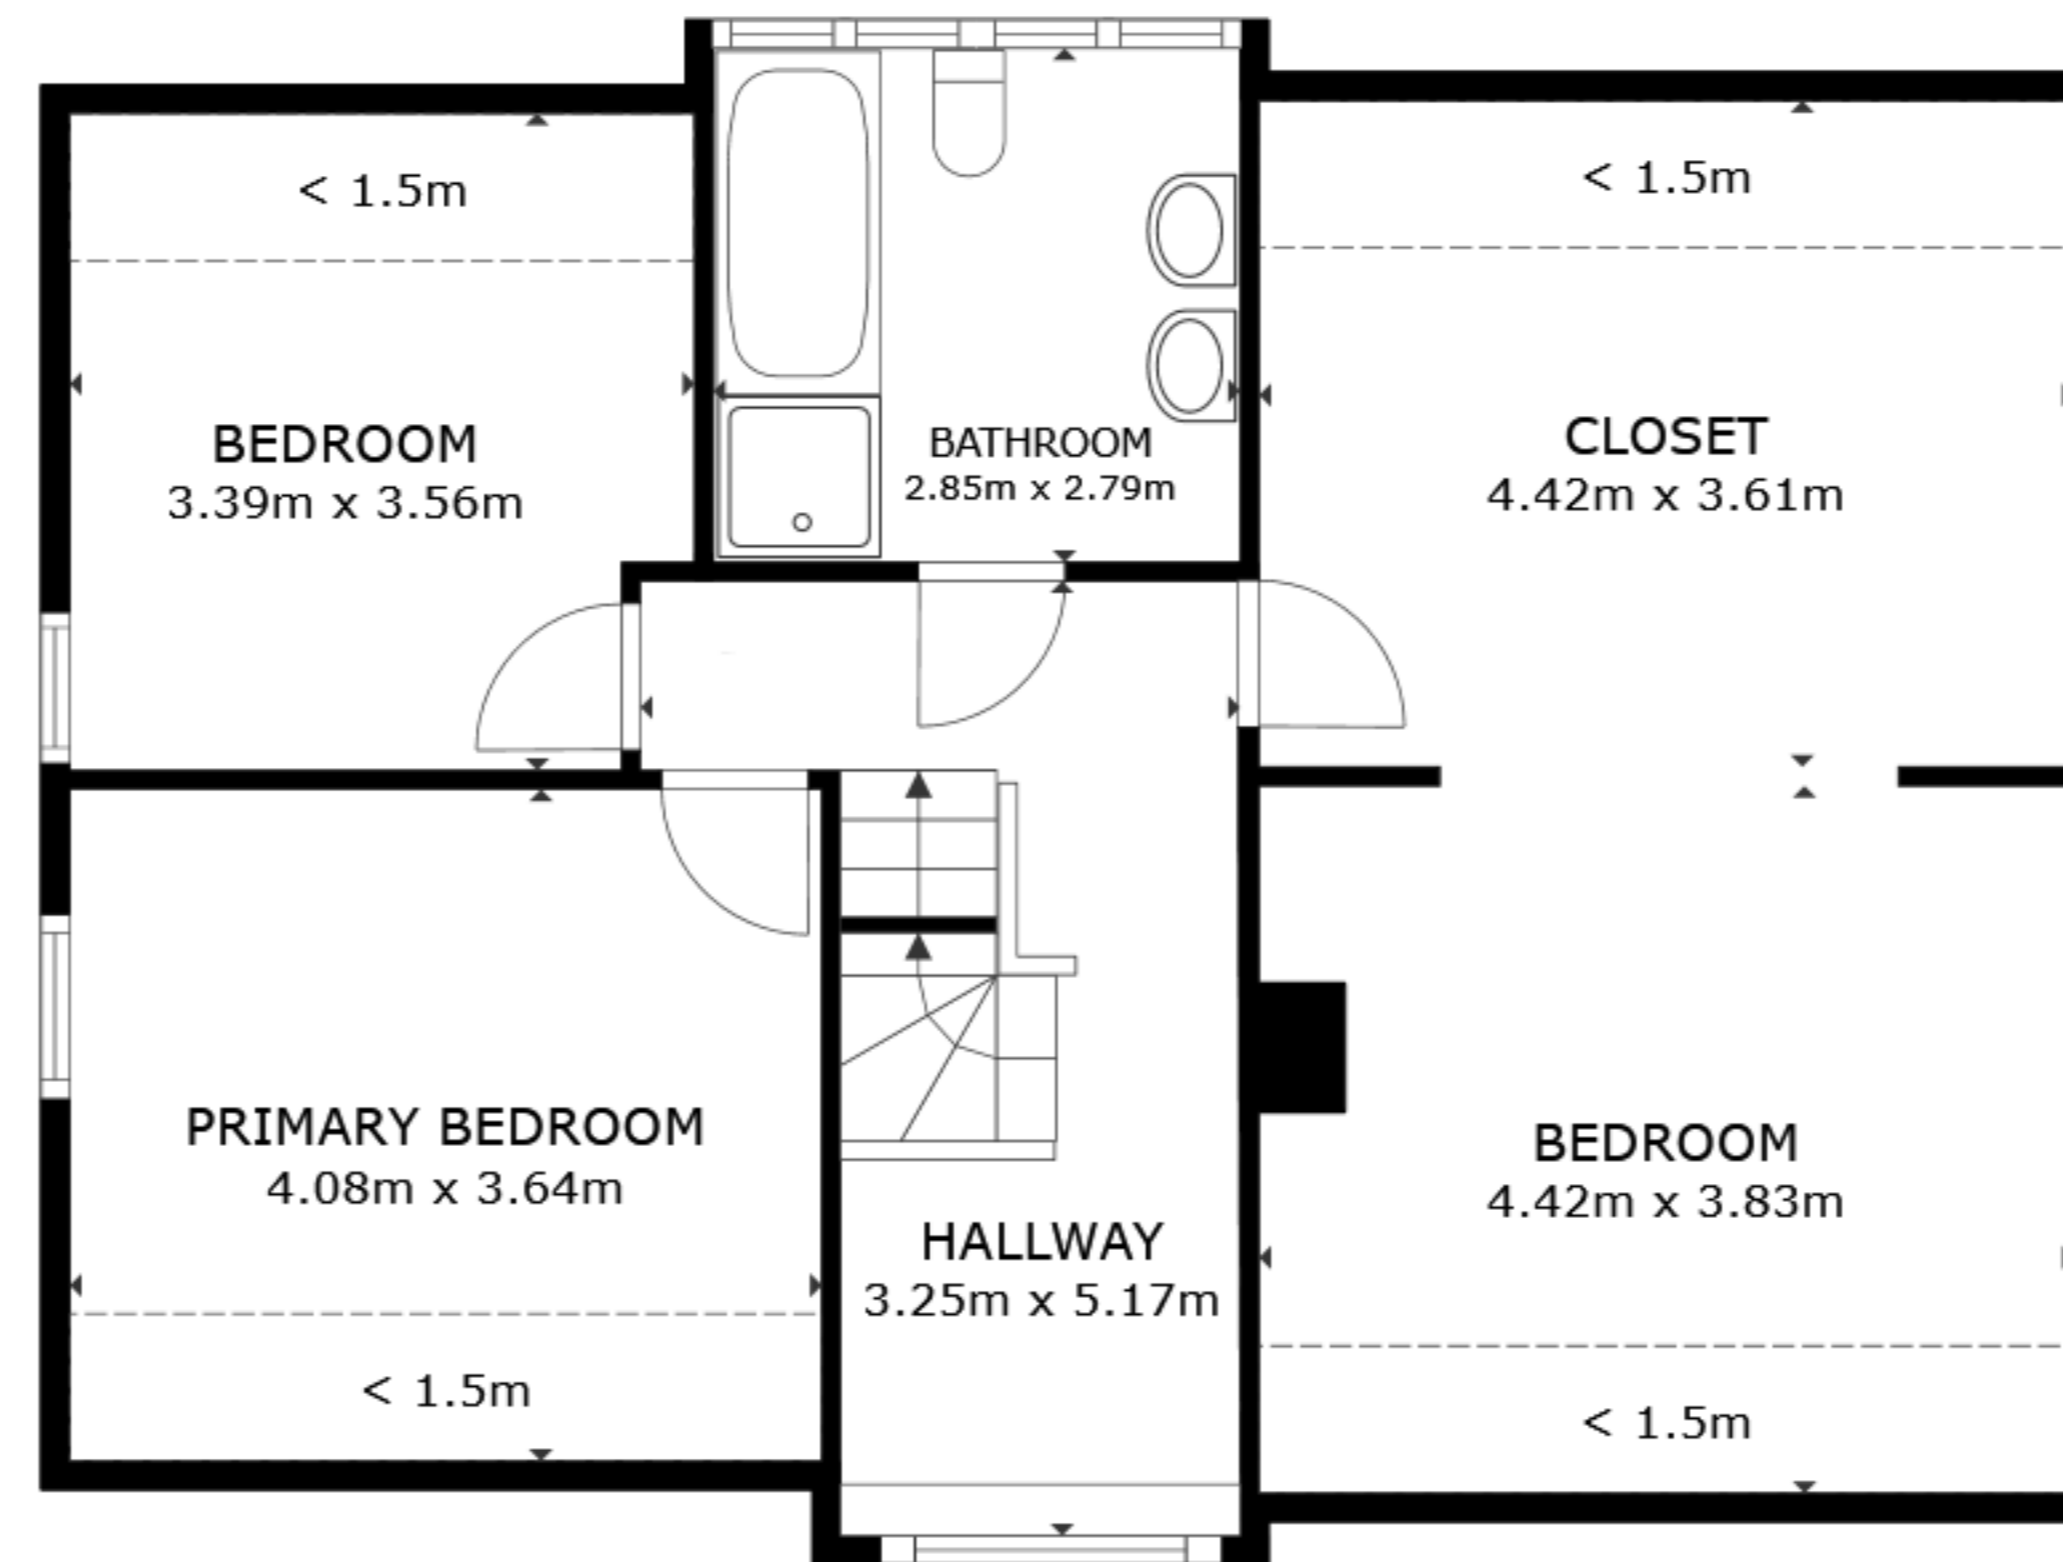 < 1.5m
BEDROOM
3.39m x 3.56m
BATHROOM
2.85m x 2.79m
< 1.5m
CLOSET
4.42m x 3.61m
PRIMARY BEDROOM
4.08m x 3.64m
< 1.5m
HALLWAY
3.25m x 5.17m
BEDROOM
4.42m x 3.83m
< 1.5m